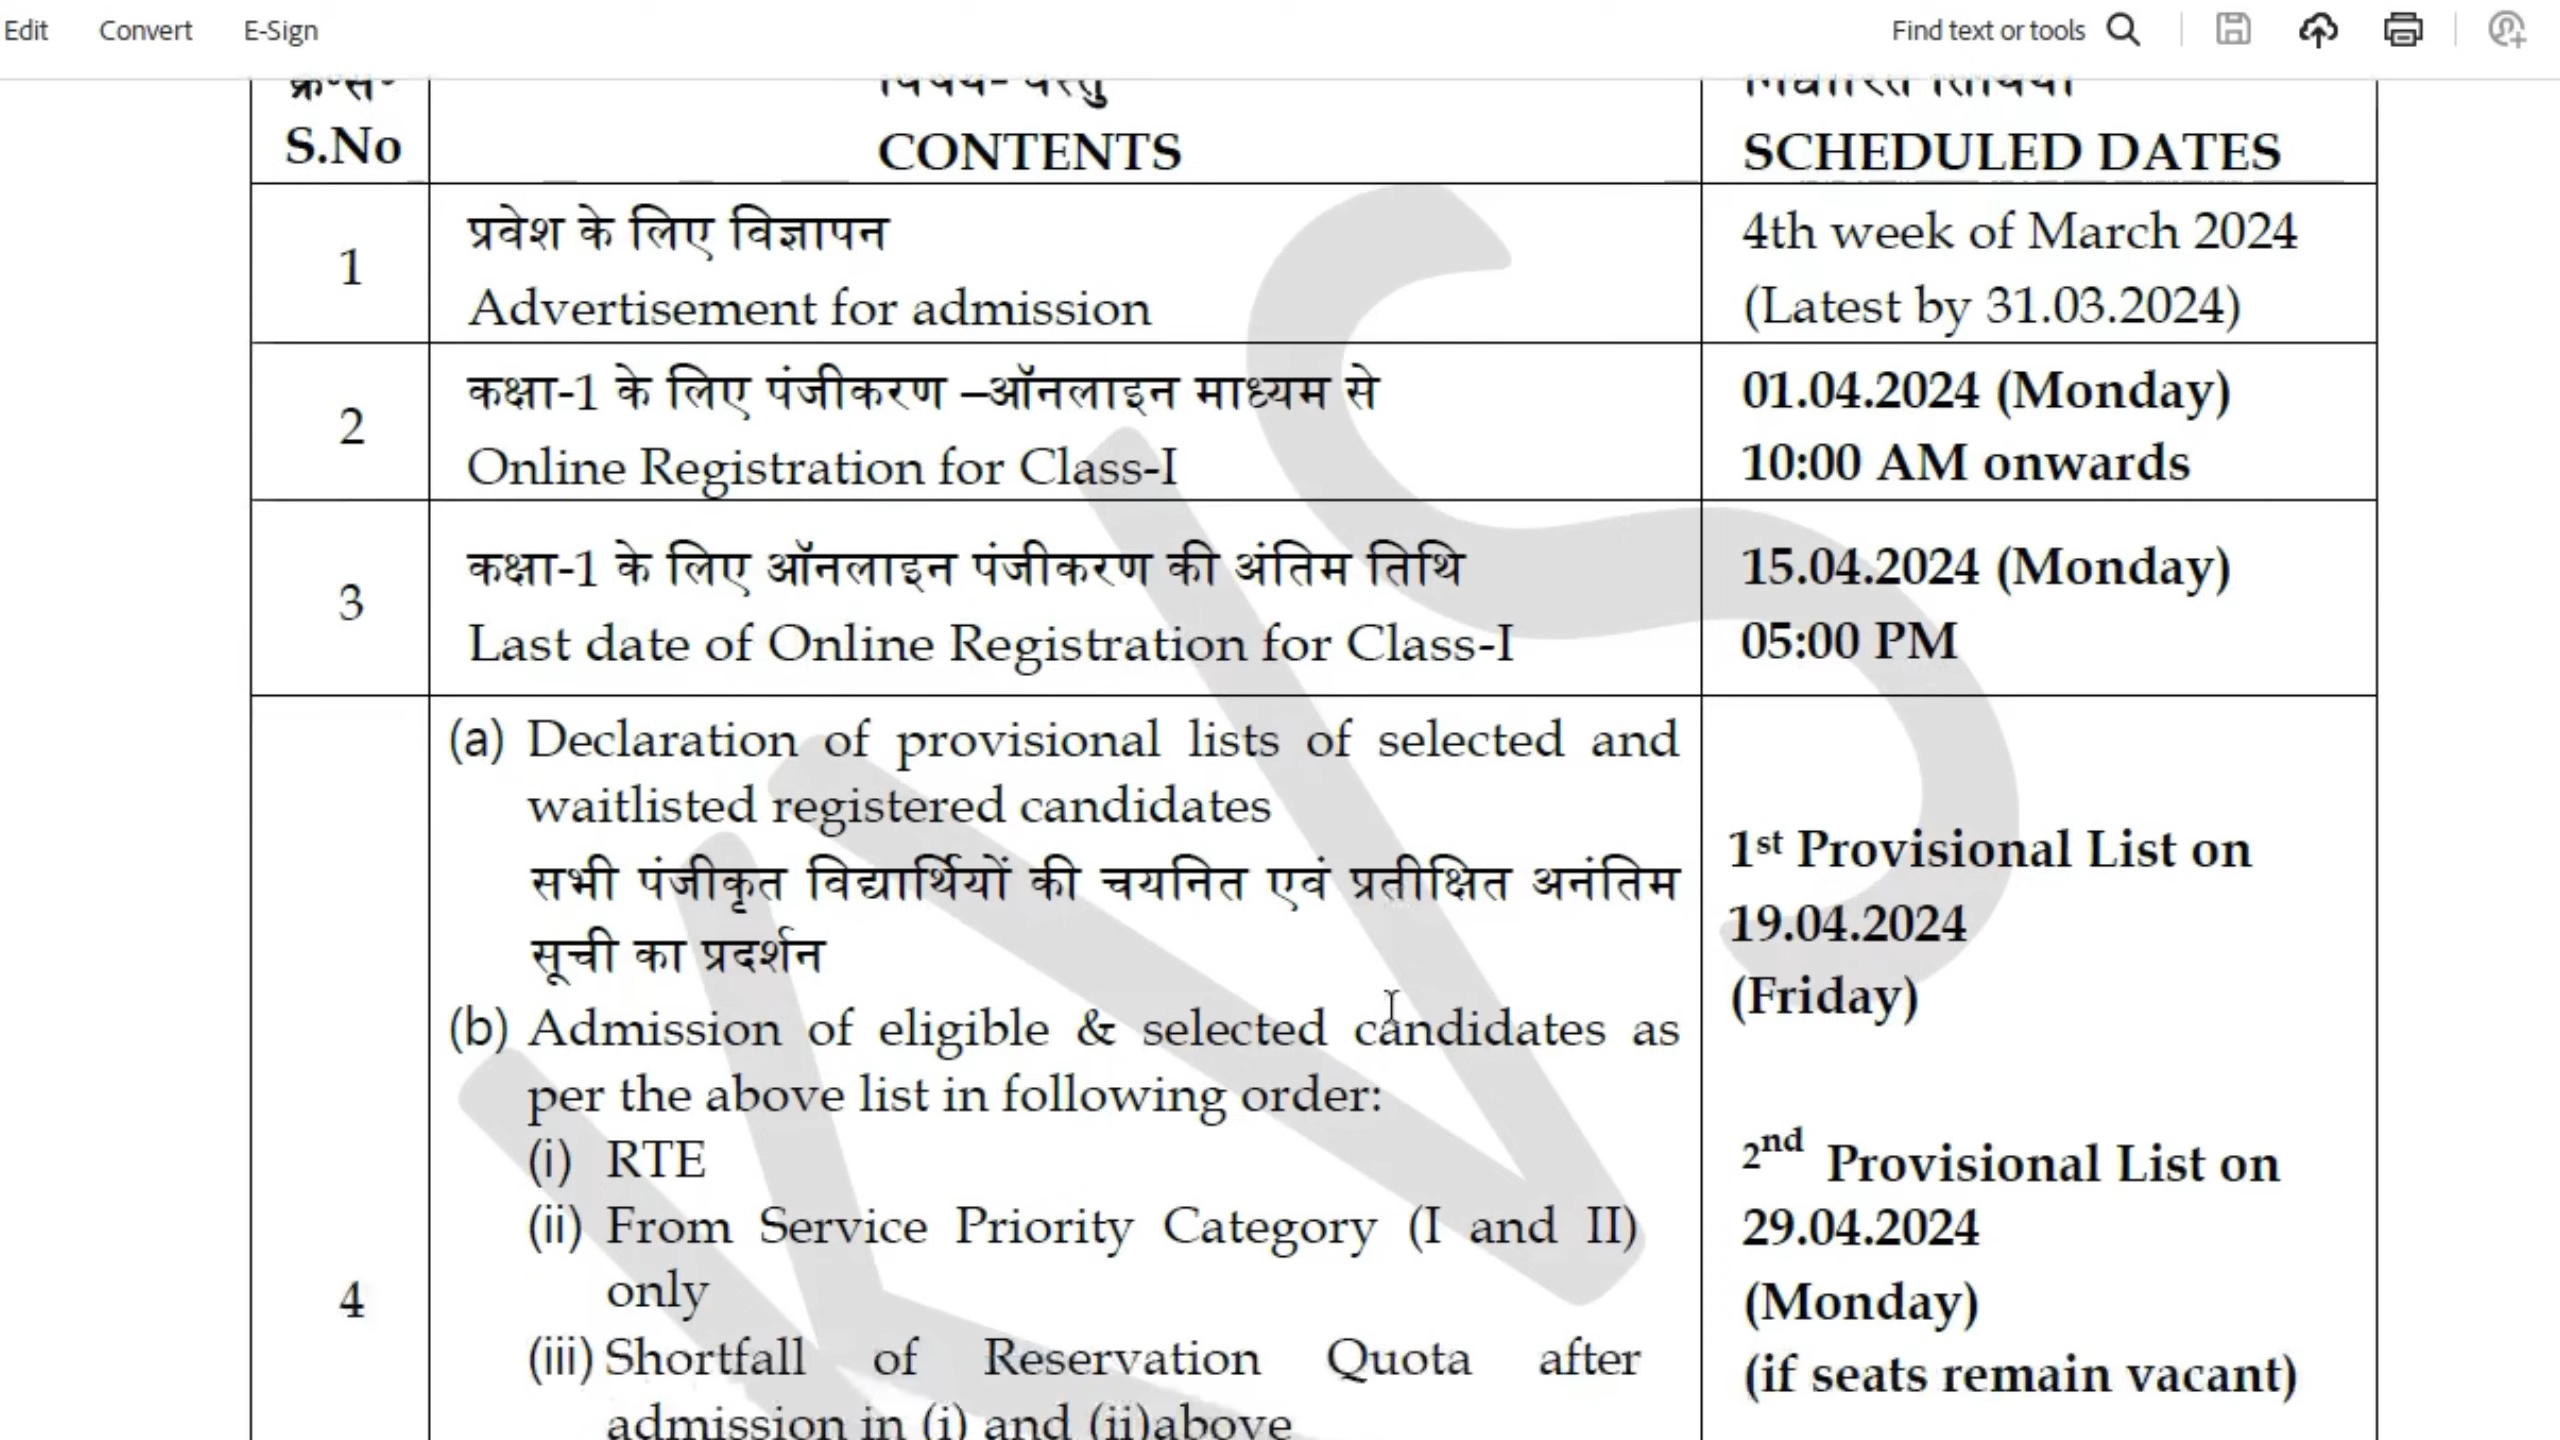 Edit Convert E-Sign Find text or tools
S.No CONTENTS SCHEDULED DATES
1
प्रवेश के लिए विज्ञापन
Advertisement for admission
4th week of March 2024
(Latest by 31.03.2024)
2
कक्षा-1 के लिए पंजीकरण –ऑनलाइन माध्यम से
Online Registration for Class-I
01.04.2024 (Monday)
10:00 AM onwards
3
कक्षा-1 के लिए ऑनलाइन पंजीकरण की अंतिम तिथि
Last date of Online Registration for Class-I
15.04.2024 (Monday)
05:00 PM
4
(a) Declaration of provisional lists of selected and
waitlisted registered candidates
सभी पंजीकृत विद्यार्थियों की चयनित एवं प्रतीक्षित अनंतिम
सूची का प्रदर्शन
(b) Admission of eligible & selected candidates as
per the above list in following order:
(i) RTE
(ii) From Service Priority Category (I and II)
only
(iii) Shortfall of Reservation Quota after
admission in (i) and (ii)above
1st Provisional List on
19.04.2024
(Friday)
2nd Provisional List on
29.04.2024
(Monday)
(if seats remain vacant)
KVS